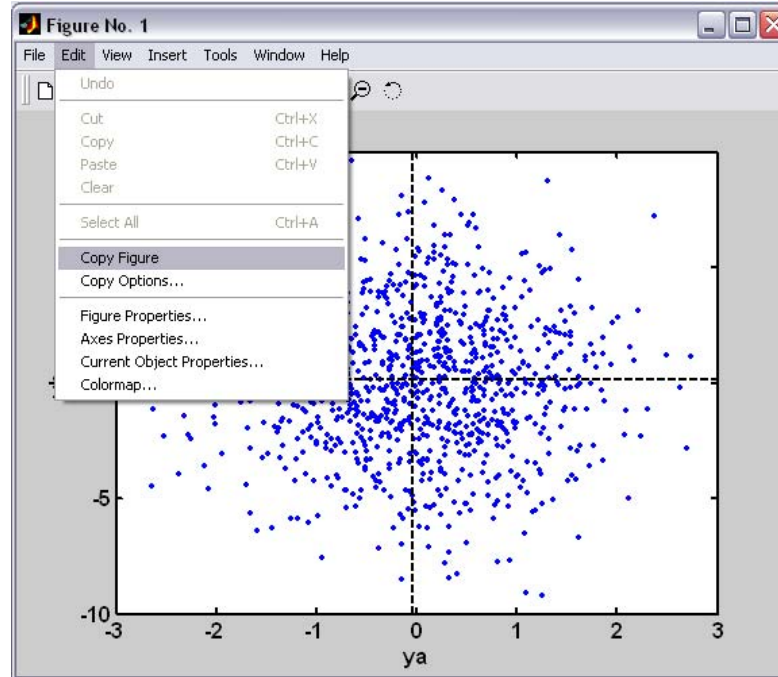 Figure No. 1
File Edit View Insert Tools Window Help
Undo
Cut Ctrl+X
Copy Ctrl+C
Paste Ctrl+V
Clear
Select All Ctrl+A
Copy Figure
Copy Options...
Figure Properties...
Axes Properties...
Current Object Properties...
Colormap...
-5
-10
-3 -2 -1 0 1 2 3
ya